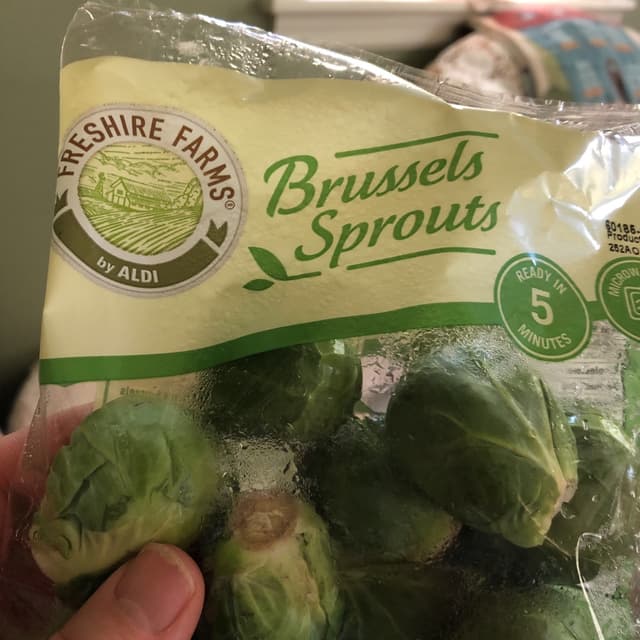 FRESHIRE FARMS®
by ALDI
Brussels
Sprouts
READY IN
5
MINUTES